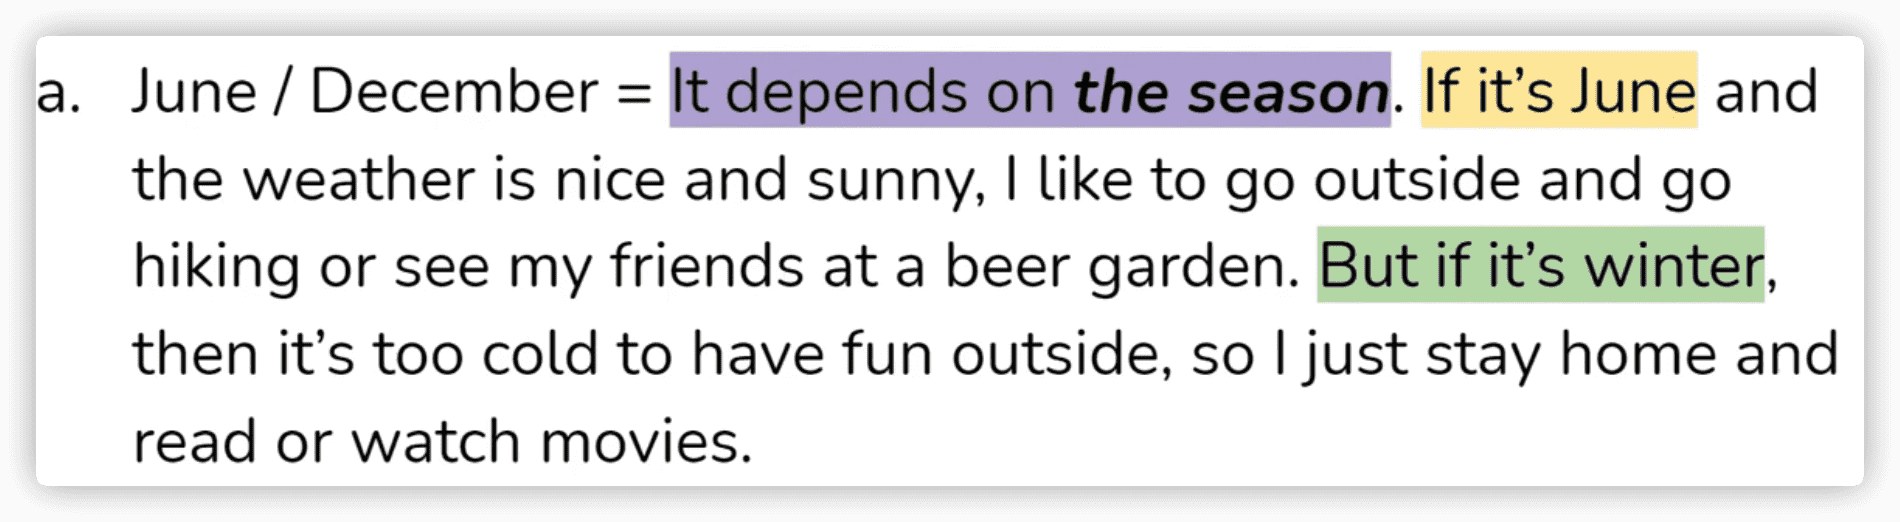 a. June / December = It depends on the season. If it’s June and
the weather is nice and sunny, I like to go outside and go
hiking or see my friends at a beer garden. But if it’s winter,
then it’s too cold to have fun outside, so I just stay home and
read or watch movies.